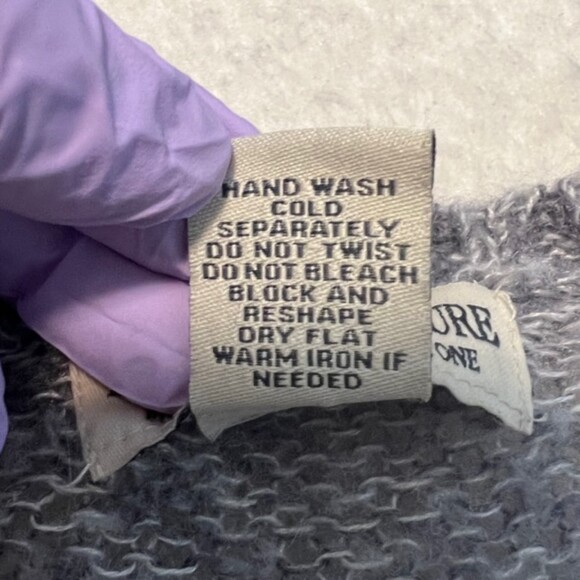 HAND WASH
COLD
SEPARATELY
DO NOT TWIST
DO NOT BLEACH
BLOCK AND
RESHAPE
DRY FLAT
WARM IRON IF
NEEDED
ONE